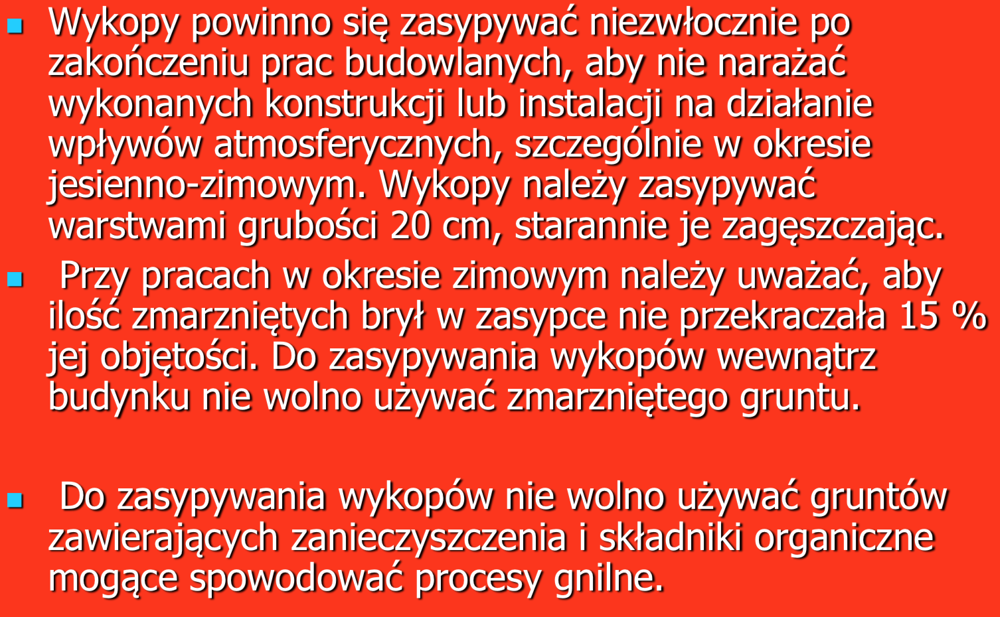 Wykopy powinno się zasypywać niezwłocznie po
zakończeniu prac budowlanych, aby nie narażać
wykonanych konstrukcji lub instalacji na działanie
wpływów atmosferycznych, szczególnie w okresie
jesienno-zimowym. Wykopy należy zasypywać
warstwami grubości 20 cm, starannie je zagęszczając.
Przy pracach w okresie zimowym należy uważać, aby
ilość zmarzniętych brył w zasypce nie przekraczała 15 %
jej objętości. Do zasypywania wykopów wewnątrz
budynku nie wolno używać zmarzniętego gruntu.
Do zasypywania wykopów nie wolno używać gruntów
zawierających zanieczyszczenia i składniki organiczne
mogące spowodować procesy gnilne.